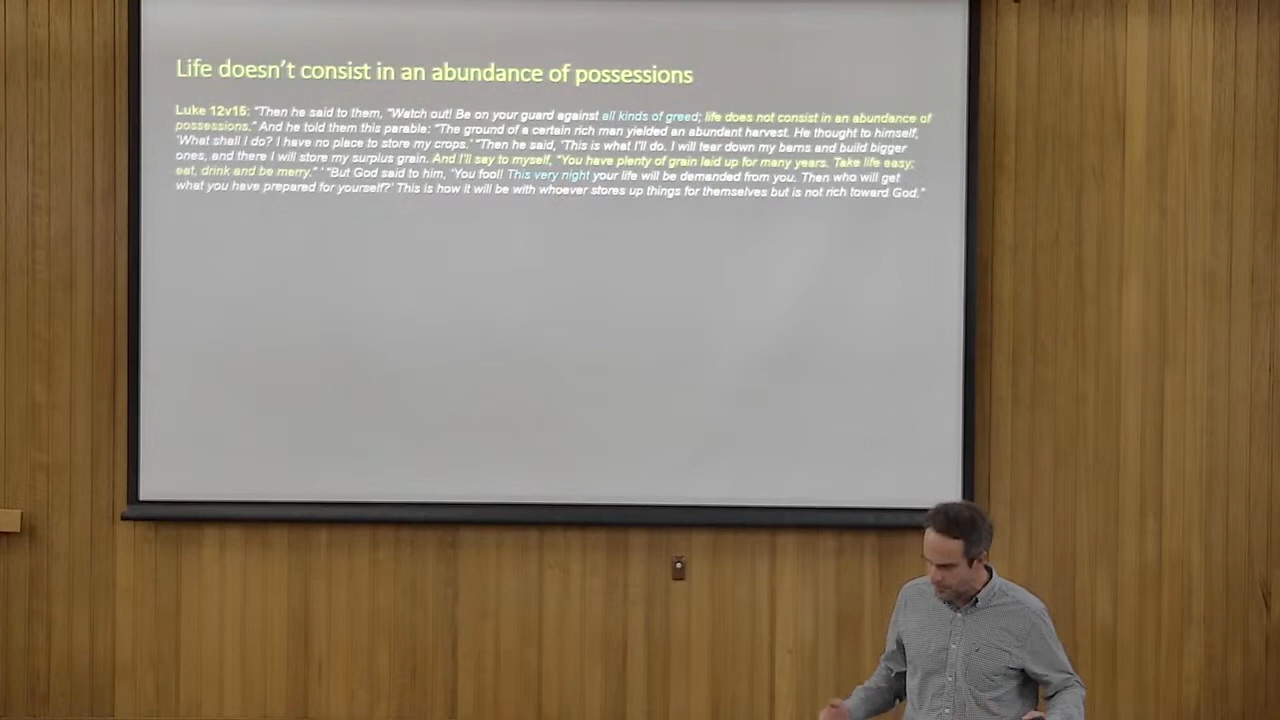 Life doesn't consist in an abundance of possessions
Luke 12v15: "Then he said to them, "Watch out! Be on your guard against all kinds of greed; life does not consist in an abundance of
possessions." And he told them this parable: "The ground of a certain rich man yielded an abundant harvest. He thought to himself,
'What shall I do? I have no place to store my crops.' "Then he said, 'This is what I'll do. I will tear down my barns and build bigger
ones, and there I will store my surplus grain. And I'll say to myself, "You have plenty of grain laid up for many years. Take life easy;
eat, drink and be merry." ' "But God said to him, 'You fool! This very night your life will be demanded from you. Then who will get
what you have prepared for yourself?' This is how it will be with whoever stores up things for themselves but is not rich toward God."